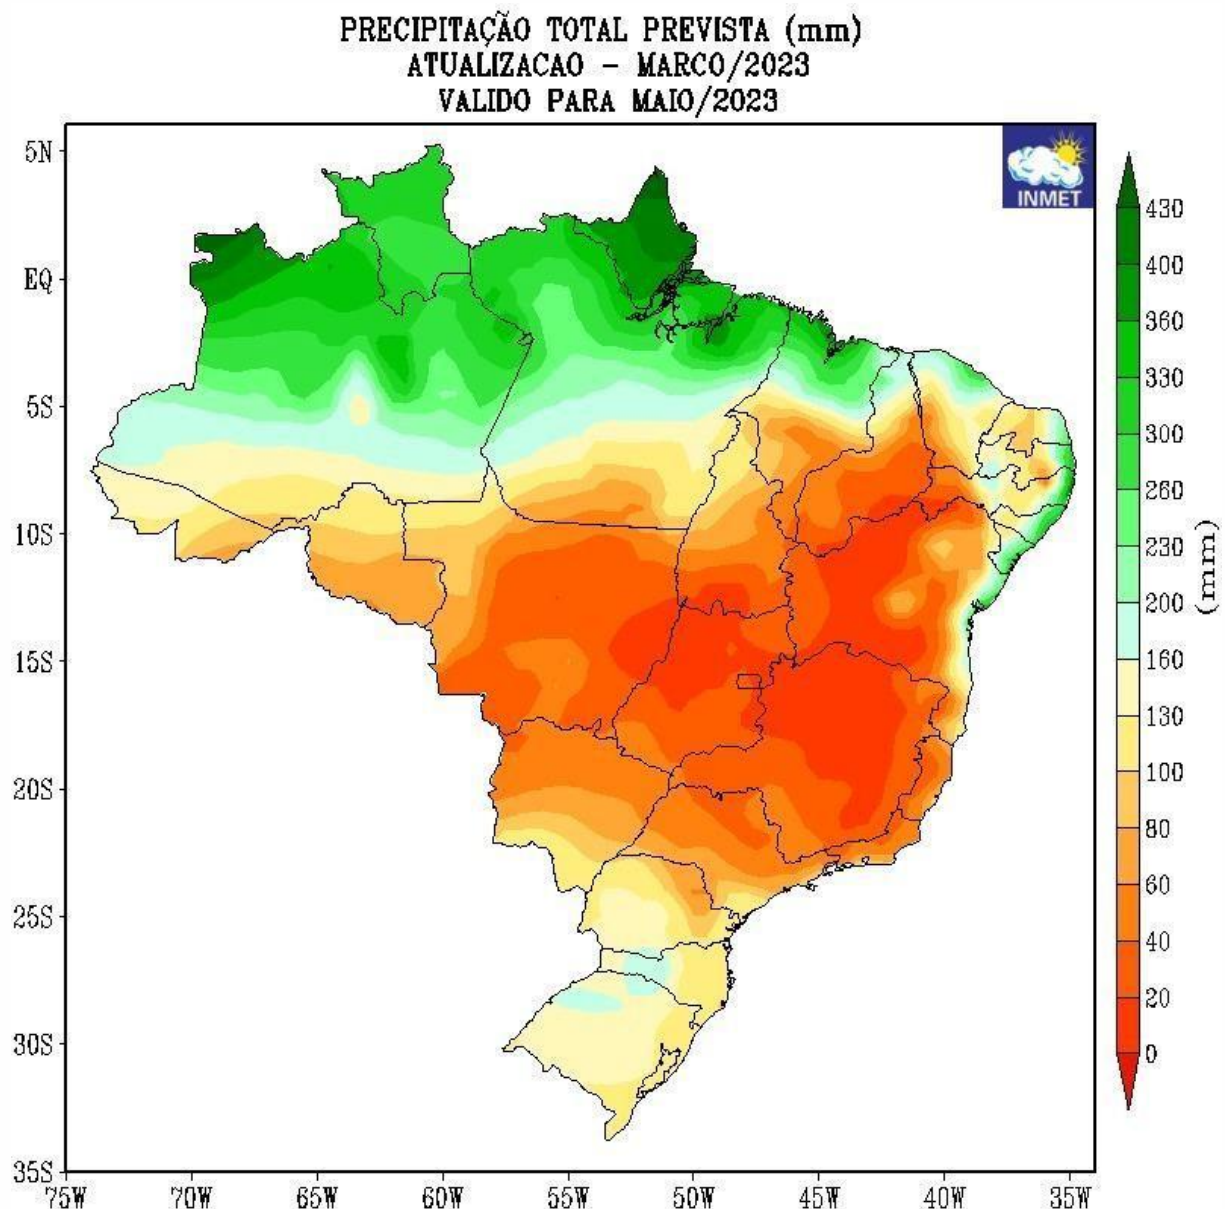 PRECIPITAÇÃO TOTAL PREVISTA (mm)
ATUALIZACAO - MARCO/2023
VALIDO PARA MAIO/2023
INMET
5N
EQ
5S
10S
15S
20S
25S
30S
35S
75W 70W 65W 60W 55W 50W 45W 40W 35W
430
400
360
330
300
260
230
200
160
130
100
80
60
40
20
0
(mm)